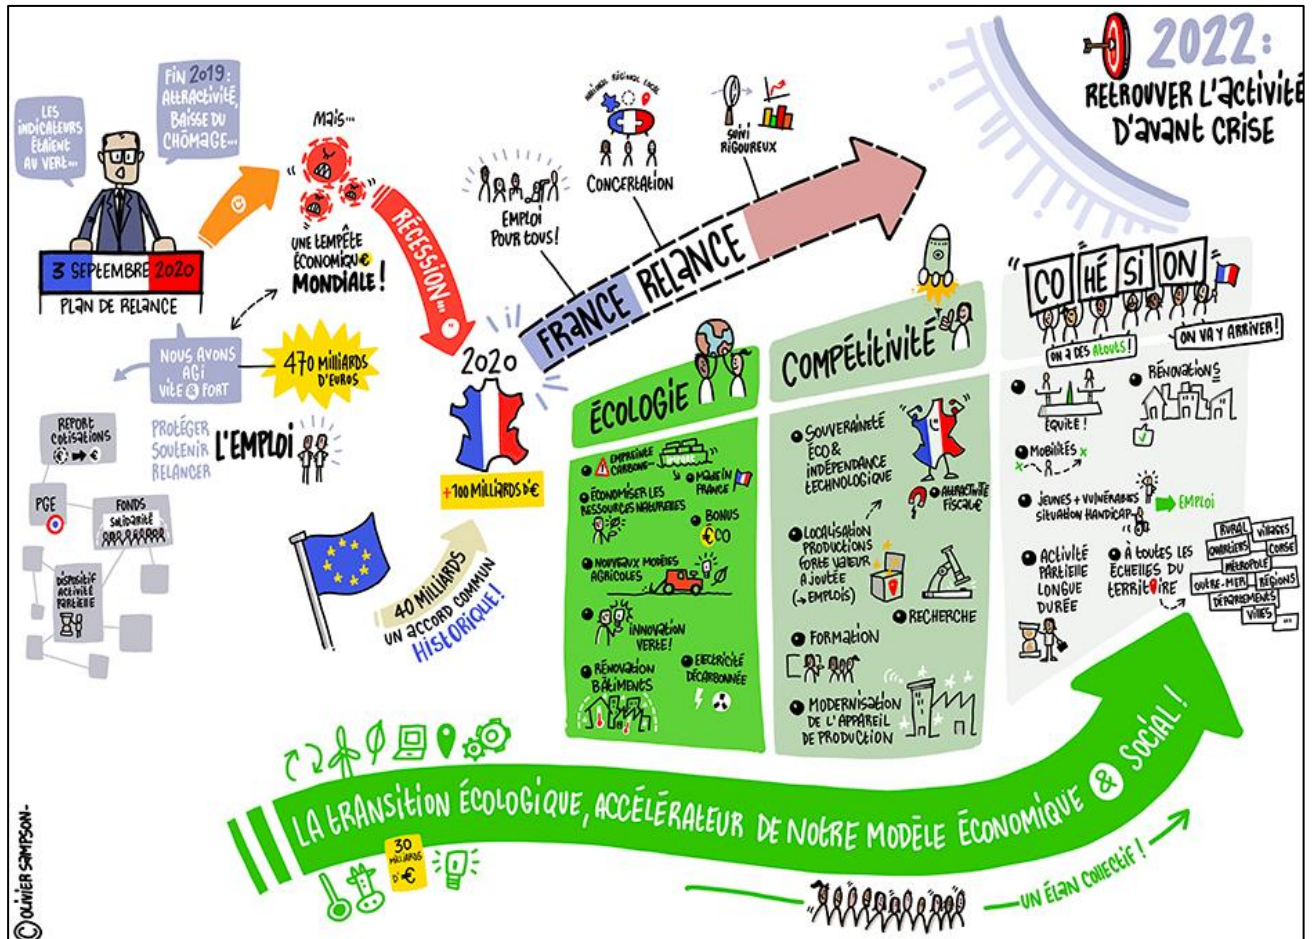 LES
INDICATEURS
ÉTAIENT
AU VERT...
FIN 2019 :
ATTRACTIVITÉ,
BAISSE DU
CHÔMAGE...
3 SEPTEMBRE 2020
PLAN DE RELANCE
MAIS...
UNE TEMPÊTE
ÉCONOMIQU€
MONDIALE !
RÉCESSION...
NOUS AVONS
AGI
VITE & FORT
470 MILLIARDS
D'EUROS
PROTÉGER
SOUTENIR
RELANCER
L'EMPLOI
REPORT
COTISATIONS
€
PGE
FONDS
SOLIDARITÉ
DISPOSITIF
ACTIVITÉ
PARTIELLE
2020
+100 MILLIARDS D'€
40 MILLIARDS
UN ACCORD COMMUN
HISTORIQUE !
FRANCE RELANCE
EMPLOI
POUR TOUS !
NATIONAL RÉGIONAL LOCAL
CONCERTATION
SUIVI
RIGOUREUX
2022 :
RETROUVER L'ACTIVITÉ
D'AVANT CRISE
ÉCOLOGIE
EMPREINTE
CARBONE
MADE IN
FRANCE
ÉCONOMISER LES
RESSOURCES NATURELLES
BONUS
€CO
NOUVEAUX MODÈLES
AGRICOLES
INNOVATION
VERTE !
RÉNOVATION
BÂTIMENTS
ELECTRICITÉ
DÉCARBONNÉE
COMPÉTITIVITÉ
SOUVERAINETÉ
ÉCO &
INDÉPENDANCE
TECHNOLOGIQUE
ATTRACTIVITÉ
FISCAL€
LOCALISATION
PRODUCTIONS
FORTE VALEUR
AJOUTÉE
(→ EMPLOIS)
RECHERCHE
FORMATION
MODERNISATION
DE L'APPAREIL
DE PRODUCTION
"COHÉSION"
ON A DES ATOUTS !
ON VA Y ARRIVER !
ÉQUITÉ !
RÉNOVATIONS
MOBILITÉS
JEUNES + VULNÉRABLES
SITUATION HANDICAP
EMPLOI
ACTIVITÉ
PARTIELLE
LONGUE
DURÉE
À TOUTES LES
ÉCHELLES DU
TERRITOIRE
RURAL
VILLAGES
QUARTIERS
CORSE
MÉTROPOLE
OUTRE-MER
RÉGIONS
DÉPARTEMENTS
VILLES
...
LA TRANSITION ÉCOLOGIQUE, ACCÉLÉRATEUR DE NOTRE MODÈLE ÉCONOMIQUE & SOCIAL !
30
MILLIARDS
D'€
UN ÉLAN COLLECTIF !
© OLIVIER SAMPSON-